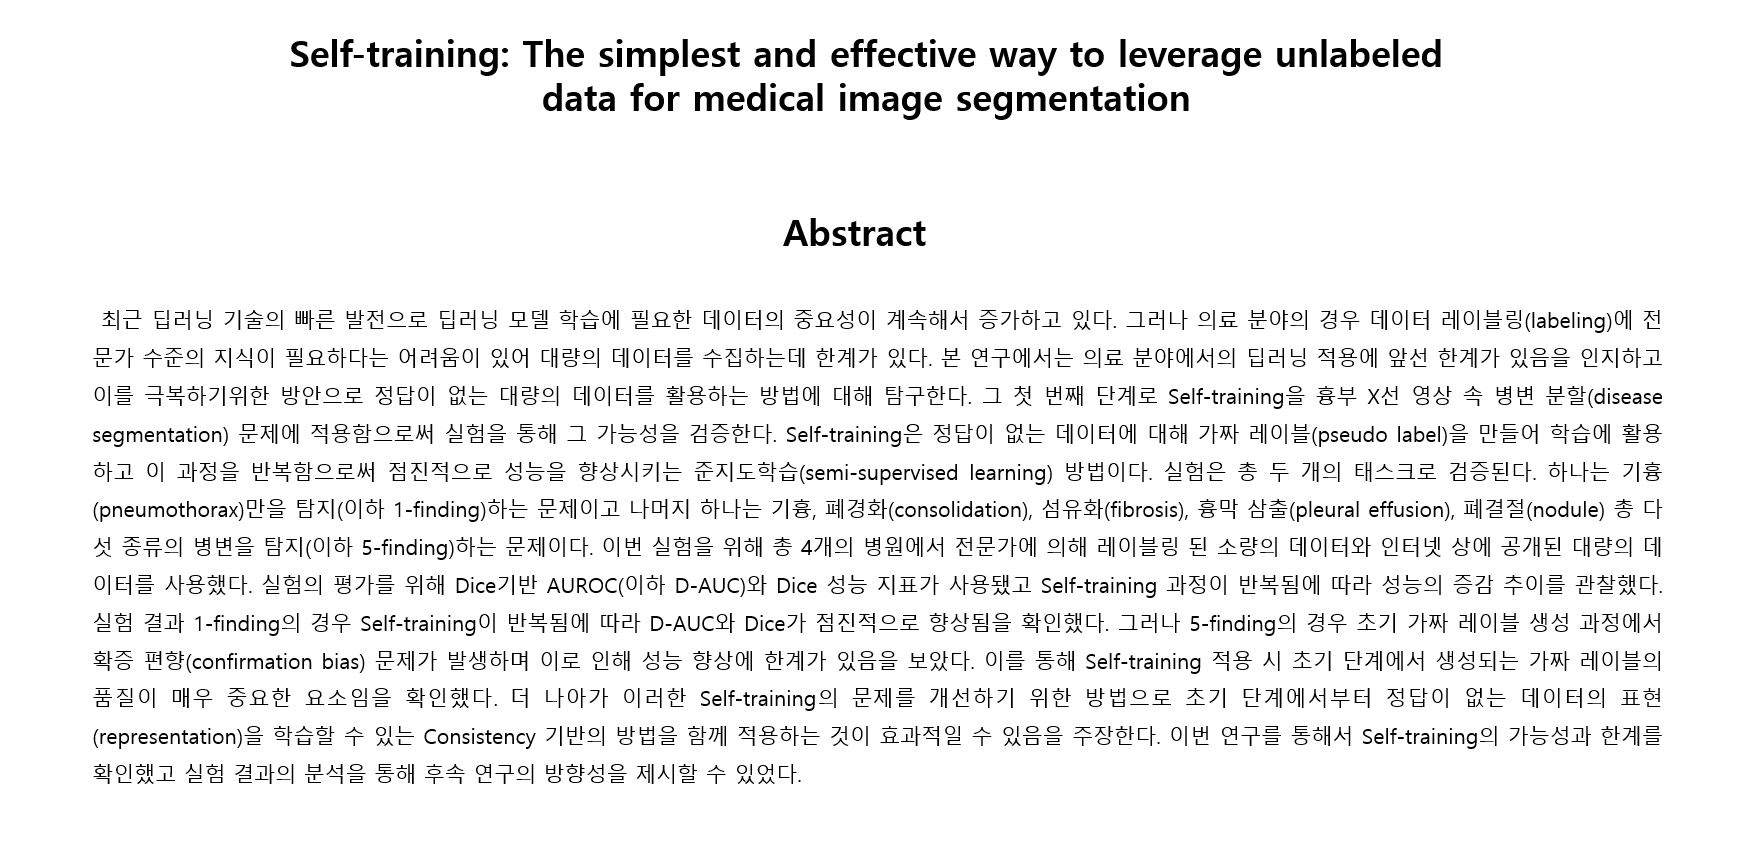 Self-training: The simplest and effective way to leverage unlabeled
data for medical image segmentation
Abstract
최근 딥러닝 기술의 빠른 발전으로 딥러닝 모델 학습에 필요한 데이터의 중요성이 계속해서 증가하고 있다. 그러나 의료 분야의 경우 데이터 레이블링(labeling)에 전
문가 수준의 지식이 필요하다는 어려움이 있어 대량의 데이터를 수집하는데 한계가 있다. 본 연구에서는 의료 분야에서의 딥러닝 적용에 앞선 한계가 있음을 인지하고
이를 극복하기위한 방안으로 정답이 없는 대량의 데이터를 활용하는 방법에 대해 탐구한다. 그 첫 번째 단계로 Self-training을 흉부 X선 영상 속 병변 분할(disease
segmentation) 문제에 적용함으로써 실험을 통해 그 가능성을 검증한다. Self-training은 정답이 없는 데이터에 대해 가짜 레이블(pseudo label)을 만들어 학습에 활용
하고 이 과정을 반복함으로써 점진적으로 성능을 향상시키는 준지도학습(semi-supervised learning) 방법이다. 실험은 총 두 개의 태스크로 검증된다. 하나는 기흉
(pneumothorax)만을 탐지(이하 1-finding)하는 문제이고 나머지 하나는 기흉, 폐경화(consolidation), 섬유화(fibrosis), 흉막 삼출(pleural effusion), 폐결절(nodule) 총 다
섯 종류의 병변을 탐지(이하 5-finding)하는 문제이다. 이번 실험을 위해 총 4개의 병원에서 전문가에 의해 레이블링 된 소량의 데이터와 인터넷 상에 공개된 대량의 데
이터를 사용했다. 실험의 평가를 위해 Dice기반 AUROC(이하 D-AUC)와 Dice 성능 지표가 사용됐고 Self-training 과정이 반복됨에 따라 성능의 증감 추이를 관찰했다.
실험 결과 1-finding의 경우 Self-training이 반복됨에 따라 D-AUC와 Dice가 점진적으로 향상됨을 확인했다. 그러나 5-finding의 경우 초기 가짜 레이블 생성 과정에서
확증 편향(confirmation bias) 문제가 발생하며 이로 인해 성능 향상에 한계가 있음을 보았다. 이를 통해 Self-training 적용 시 초기 단계에서 생성되는 가짜 레이블의
품질이 매우 중요한 요소임을 확인했다. 더 나아가 이러한 Self-training의 문제를 개선하기 위한 방법으로 초기 단계에서부터 정답이 없는 데이터의 표현
(representation)을 학습할 수 있는 Consistency 기반의 방법을 함께 적용하는 것이 효과적일 수 있음을 주장한다. 이번 연구를 통해서 Self-training의 가능성과 한계를
확인했고 실험 결과의 분석을 통해 후속 연구의 방향성을 제시할 수 있었다.